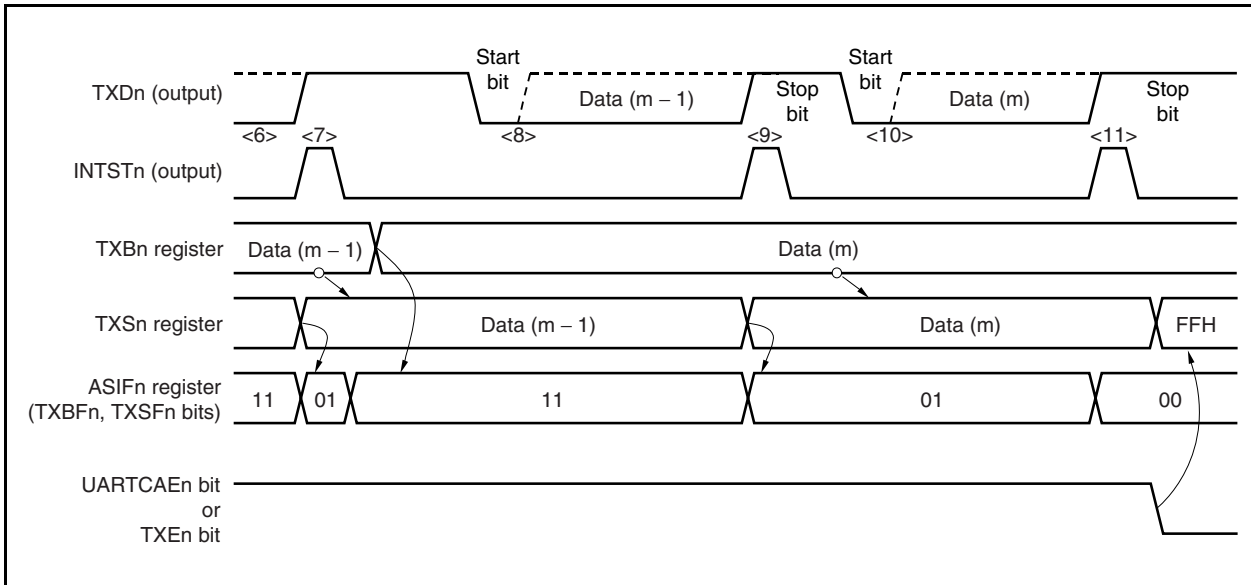 Start bit
Start bit
TXDn (output)
Data (m – 1)
Stop bit
Data (m)
Stop bit
<6> <7> <8> <9> <10> <11>
INTSTn (output)
TXBn register
Data (m – 1)
Data (m)
TXSn register
Data (m – 1)
Data (m)
FFH
ASIFn register
(TXBFn, TXSFn bits)
11 01 11 01 00
UARTCAEn bit
or
TXEn bit